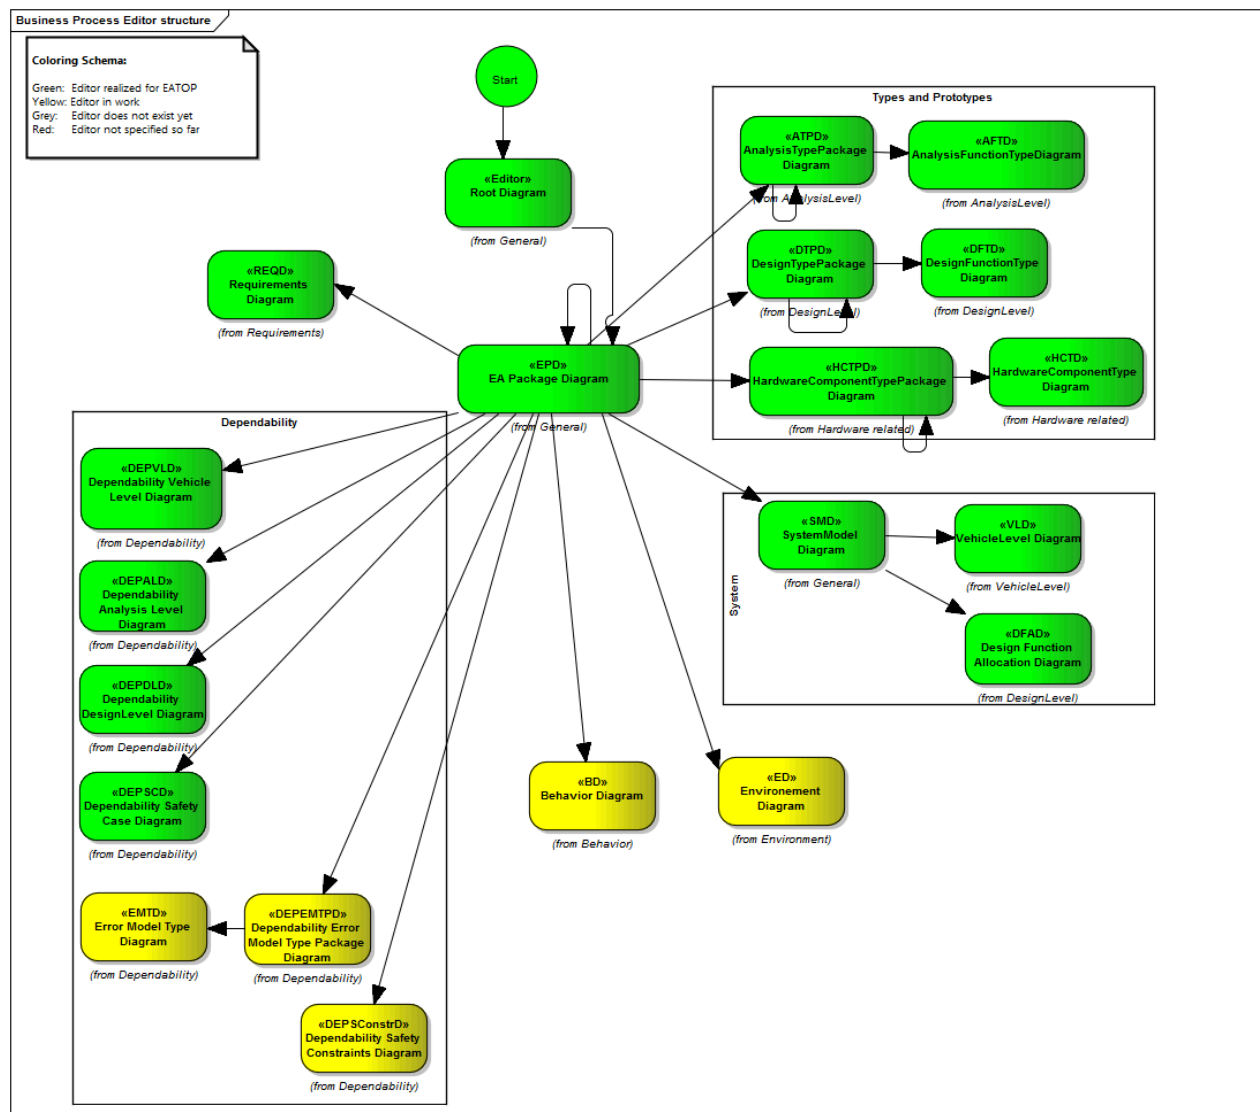 Business Process Editor structure
Coloring Schema:
Green: Editor realized for EATOP
Yellow: Editor in work
Grey: Editor does not exist yet
Red: Editor not specified so far
Start
«Editor»
Root Diagram
(from General)
«REQD»
Requirements
Diagram
(from Requirements)
«EPD»
EA Package Diagram
(from General)
Types and Prototypes
«ATPD»
AnalysisTypePackage
Diagram
(from AnalysisLevel)
«AFTD»
AnalysisFunctionTypeDiagram
(from AnalysisLevel)
«DTPD»
DesignTypePackage
Diagram
(from DesignLevel)
«DFTD»
DesignFunctionType
Diagram
(from DesignLevel)
«HCTPD»
HardwareComponentTypePackage
Diagram
(from Hardware related)
«HCTD»
HardwareComponentType
Diagram
(from Hardware related)
Dependability
«DEPVLD»
Dependability Vehicle
Level Diagram
(from Dependability)
«DEPALD»
Dependability
Analysis Level
Diagram
(from Dependability)
«DEPDLD»
Dependability
DesignLevel Diagram
(from Dependability)
«DEPSCD»
Dependability Safety
Case Diagram
(from Dependability)
«EMTD»
Error Model Type
Diagram
(from Dependability)
«DEPEMTPD»
Dependability Error
Model Type Package
Diagram
(from Dependability)
«DEPSConstrD»
Dependability Safety
Constraints Diagram
(from Dependability)
System
«SMD»
SystemModel
Diagram
(from General)
«VLD»
VehicleLevel Diagram
(from VehicleLevel)
«DFAD»
Design Function
Allocation Diagram
(from DesignLevel)
«BD»
Behavior Diagram
(from Behavior)
«ED»
Environement
Diagram
(from Environment)